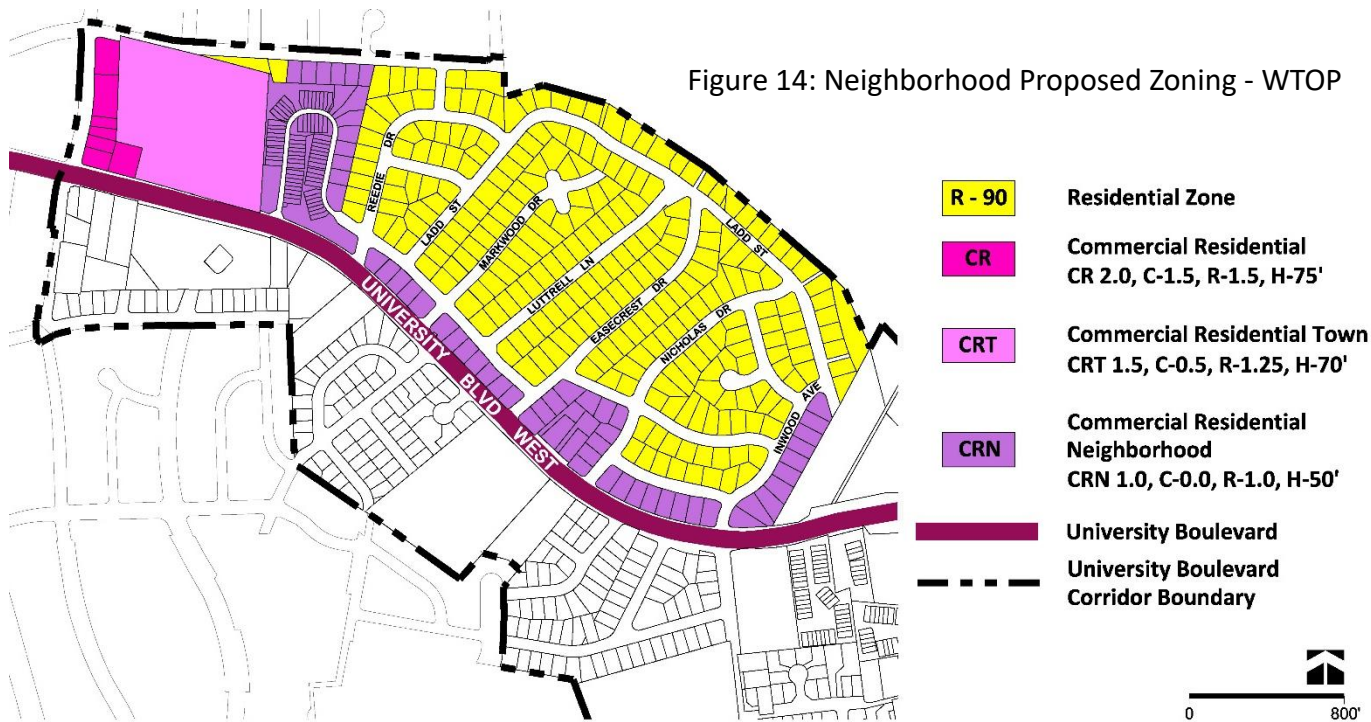 Figure 14: Neighborhood Proposed Zoning - WTOP
R - 90
Residential Zone
CR
Commercial Residential
CR 2.0, C-1.5, R-1.5, H-75'
CRT
Commercial Residential Town
CRT 1.5, C-0.5, R-1.25, H-70'
CRN
Commercial Residential
Neighborhood
CRN 1.0, C-0.0, R-1.0, H-50'
University Boulevard
University Boulevard
Corridor Boundary
0 800'
REEDIE DR
LADD ST
MARKWOOD DR
LUTTRELL LN
EASECREST DR
NICHOLAS DR
LADD ST
INWOOD AVE
UNIVERSITY BLVD WEST